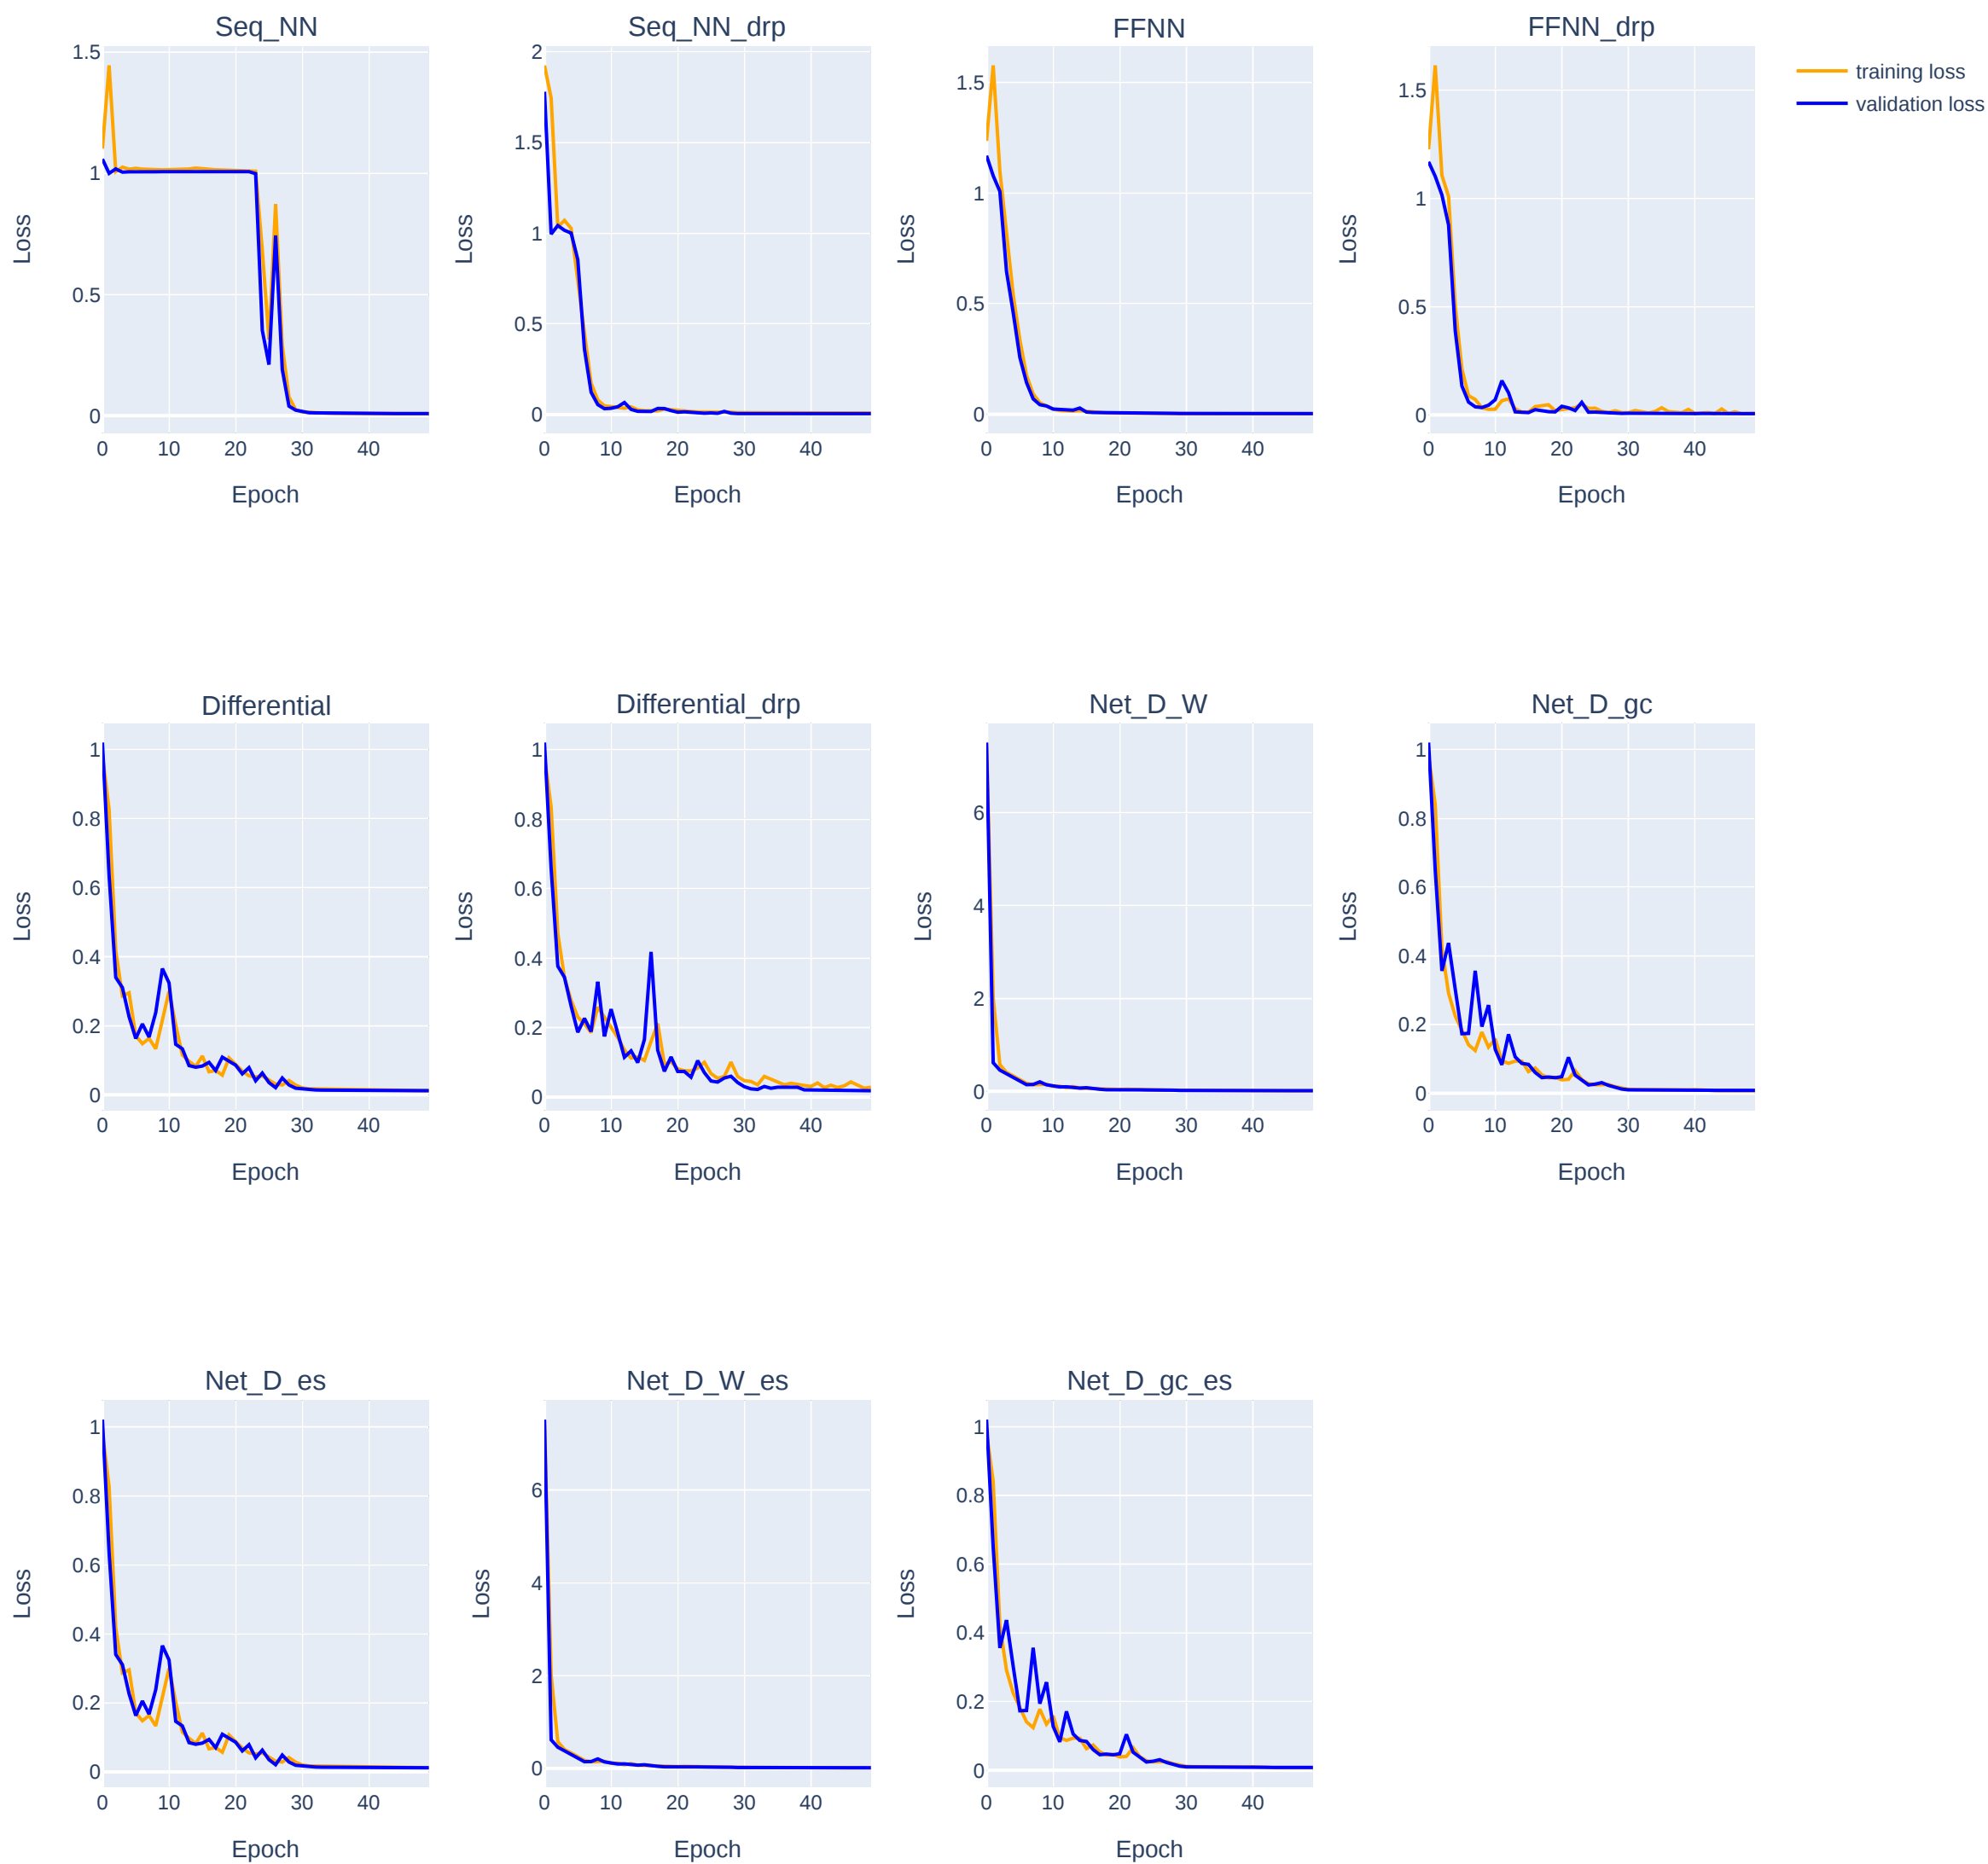 Seq_NN
Seq_NN_drp
FFNN
FFNN_drp
training loss
validation loss
1.5
1
0.5
0
Loss
0 10 20 30 40
Epoch
2
1.5
1
0.5
0
Loss
0 10 20 30 40
Epoch
1.5
1
0.5
0
Loss
0 10 20 30 40
Epoch
1.5
1
0.5
0
Loss
0 10 20 30 40
Epoch
Differential
Differential_drp
Net_D_W
Net_D_gc
1
0.8
0.6
0.4
0.2
0
Loss
0 10 20 30 40
Epoch
1
0.8
0.6
0.4
0.2
0
Loss
0 10 20 30 40
Epoch
6
4
2
0
Loss
0 10 20 30 40
Epoch
1
0.8
0.6
0.4
0.2
0
Loss
0 10 20 30 40
Epoch
Net_D_es
Net_D_W_es
Net_D_gc_es
1
0.8
0.6
0.4
0.2
0
Loss
0 10 20 30 40
Epoch
6
4
2
0
Loss
0 10 20 30 40
Epoch
1
0.8
0.6
0.4
0.2
0
Loss
0 10 20 30 40
Epoch